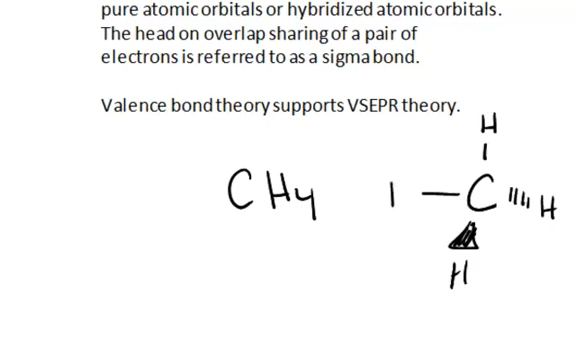 pure atomic orbitals or hybridized atomic orbitals.
The head on overlap sharing of a pair of
electrons is referred to as a sigma bond.
Valence bond theory supports VSEPR theory.
H
CH4 C H
H